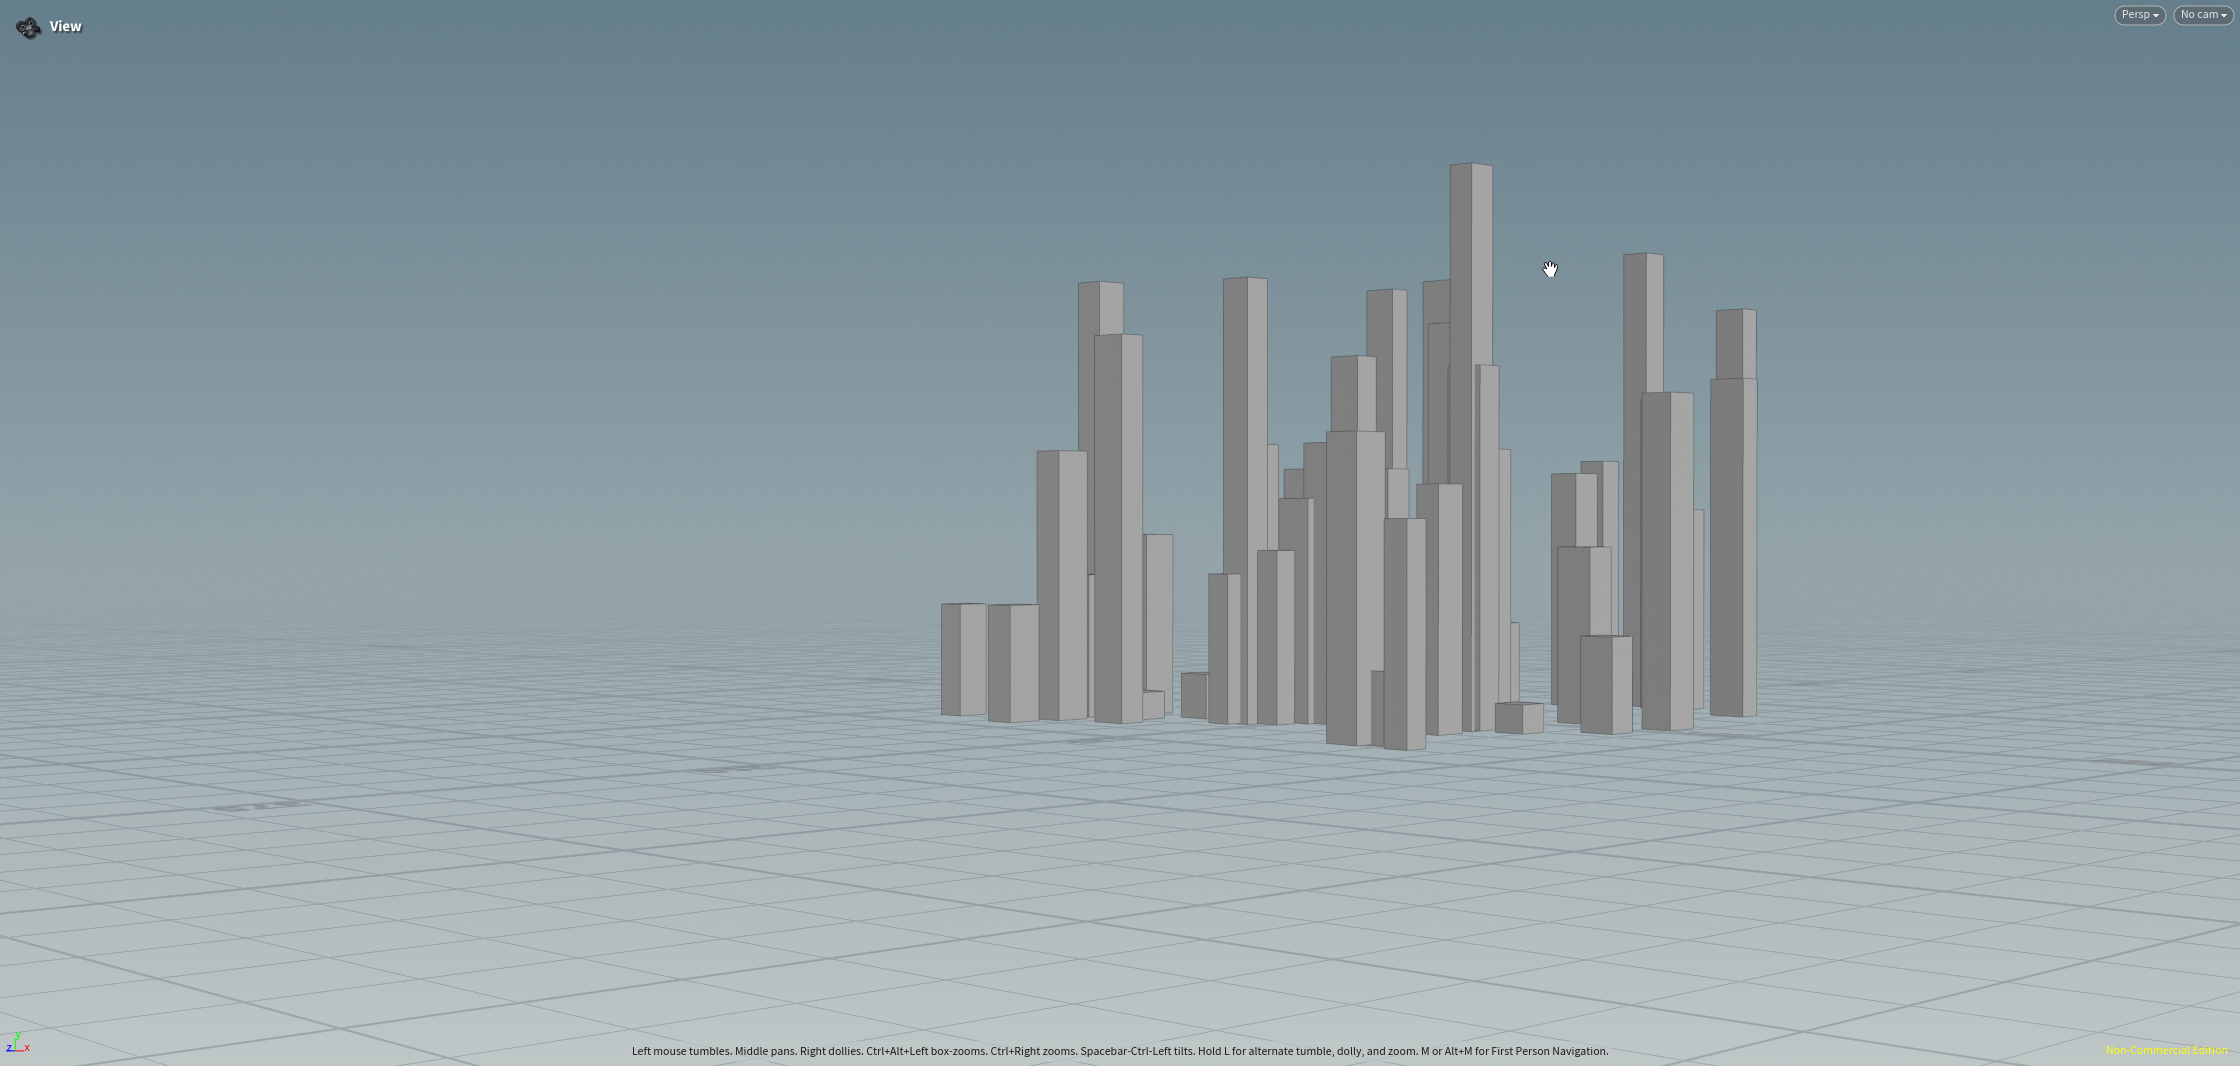 View
Persp
No cam
y
z x
Left mouse tumbles. Middle pans. Right dollies. Ctrl+Alt+Left box-zooms. Ctrl+Right zooms. Spacebar-Ctrl-Left tilts. Hold L for alternate tumble, dolly, and zoom. M or Alt+M for First Person Navigation.
Non-Commercial Edition